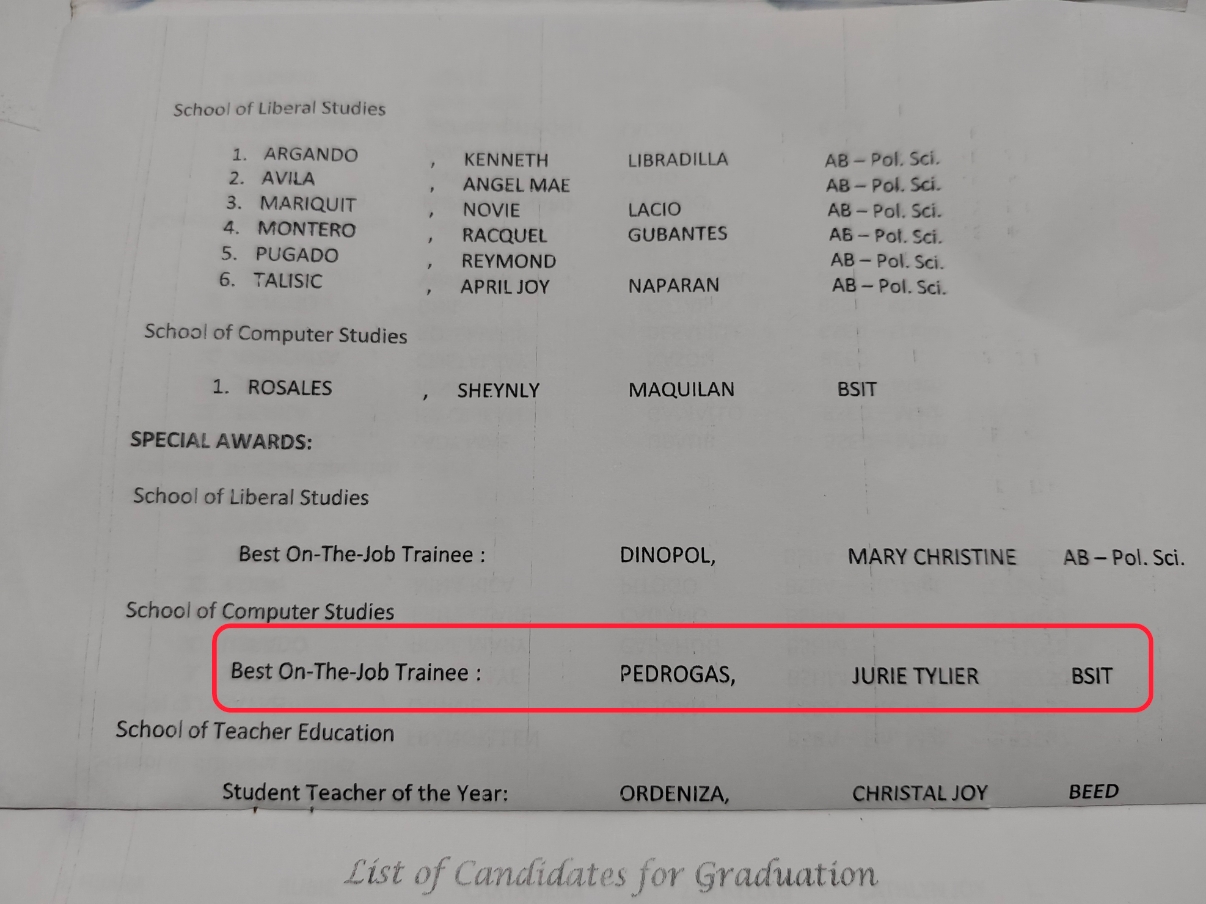 School of Liberal Studies
1. ARGANDO , KENNETH LIBRADILLA AB – Pol. Sci.
2. AVILA , ANGEL MAE AB – Pol. Sci.
3. MARIQUIT , NOVIE LACIO AB – Pol. Sci.
4. MONTERO , RACQUEL GUBANTES AB – Pol. Sci.
5. PUGADO , REYMOND AB – Pol. Sci.
6. TALISIC , APRIL JOY NAPARAN AB – Pol. Sci.
School of Computer Studies
1. ROSALES , SHEYNLY MAQUILAN BSIT
SPECIAL AWARDS:
School of Liberal Studies
Best On-The-Job Trainee : DINOPOL, MARY CHRISTINE AB – Pol. Sci.
School of Computer Studies
Best On-The-Job Trainee : PEDROGAS, JURIE TYLIER BSIT
School of Teacher Education
Student Teacher of the Year: ORDENIZA, CHRISTAL JOY BEED
List of Candidates for Graduation